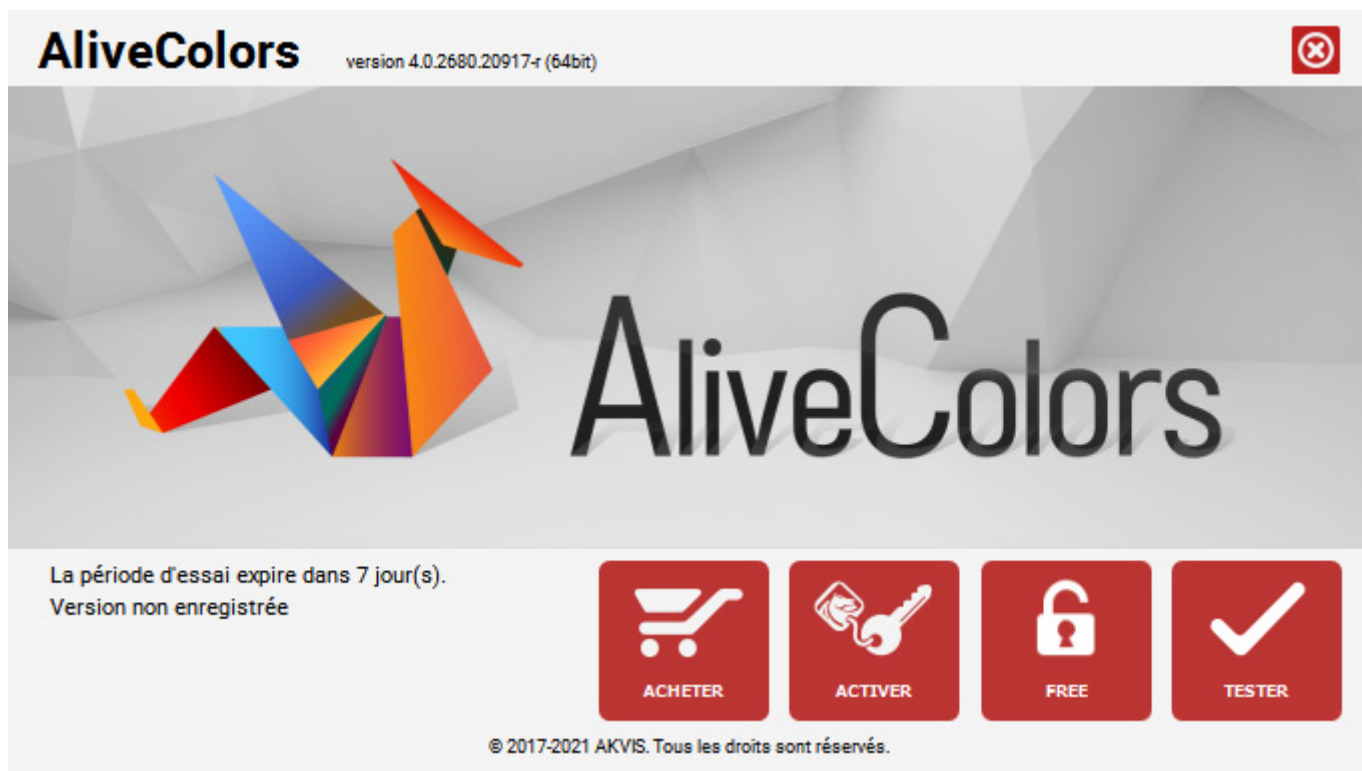 AliveColors version 4.0.2680.20917-r (64bit)
AliveColors
La période d'essai expire dans 7 jour(s).
Version non enregistrée
ACHETER ACTIVER FREE TESTER
© 2017-2021 AKVIS. Tous les droits sont réservés.